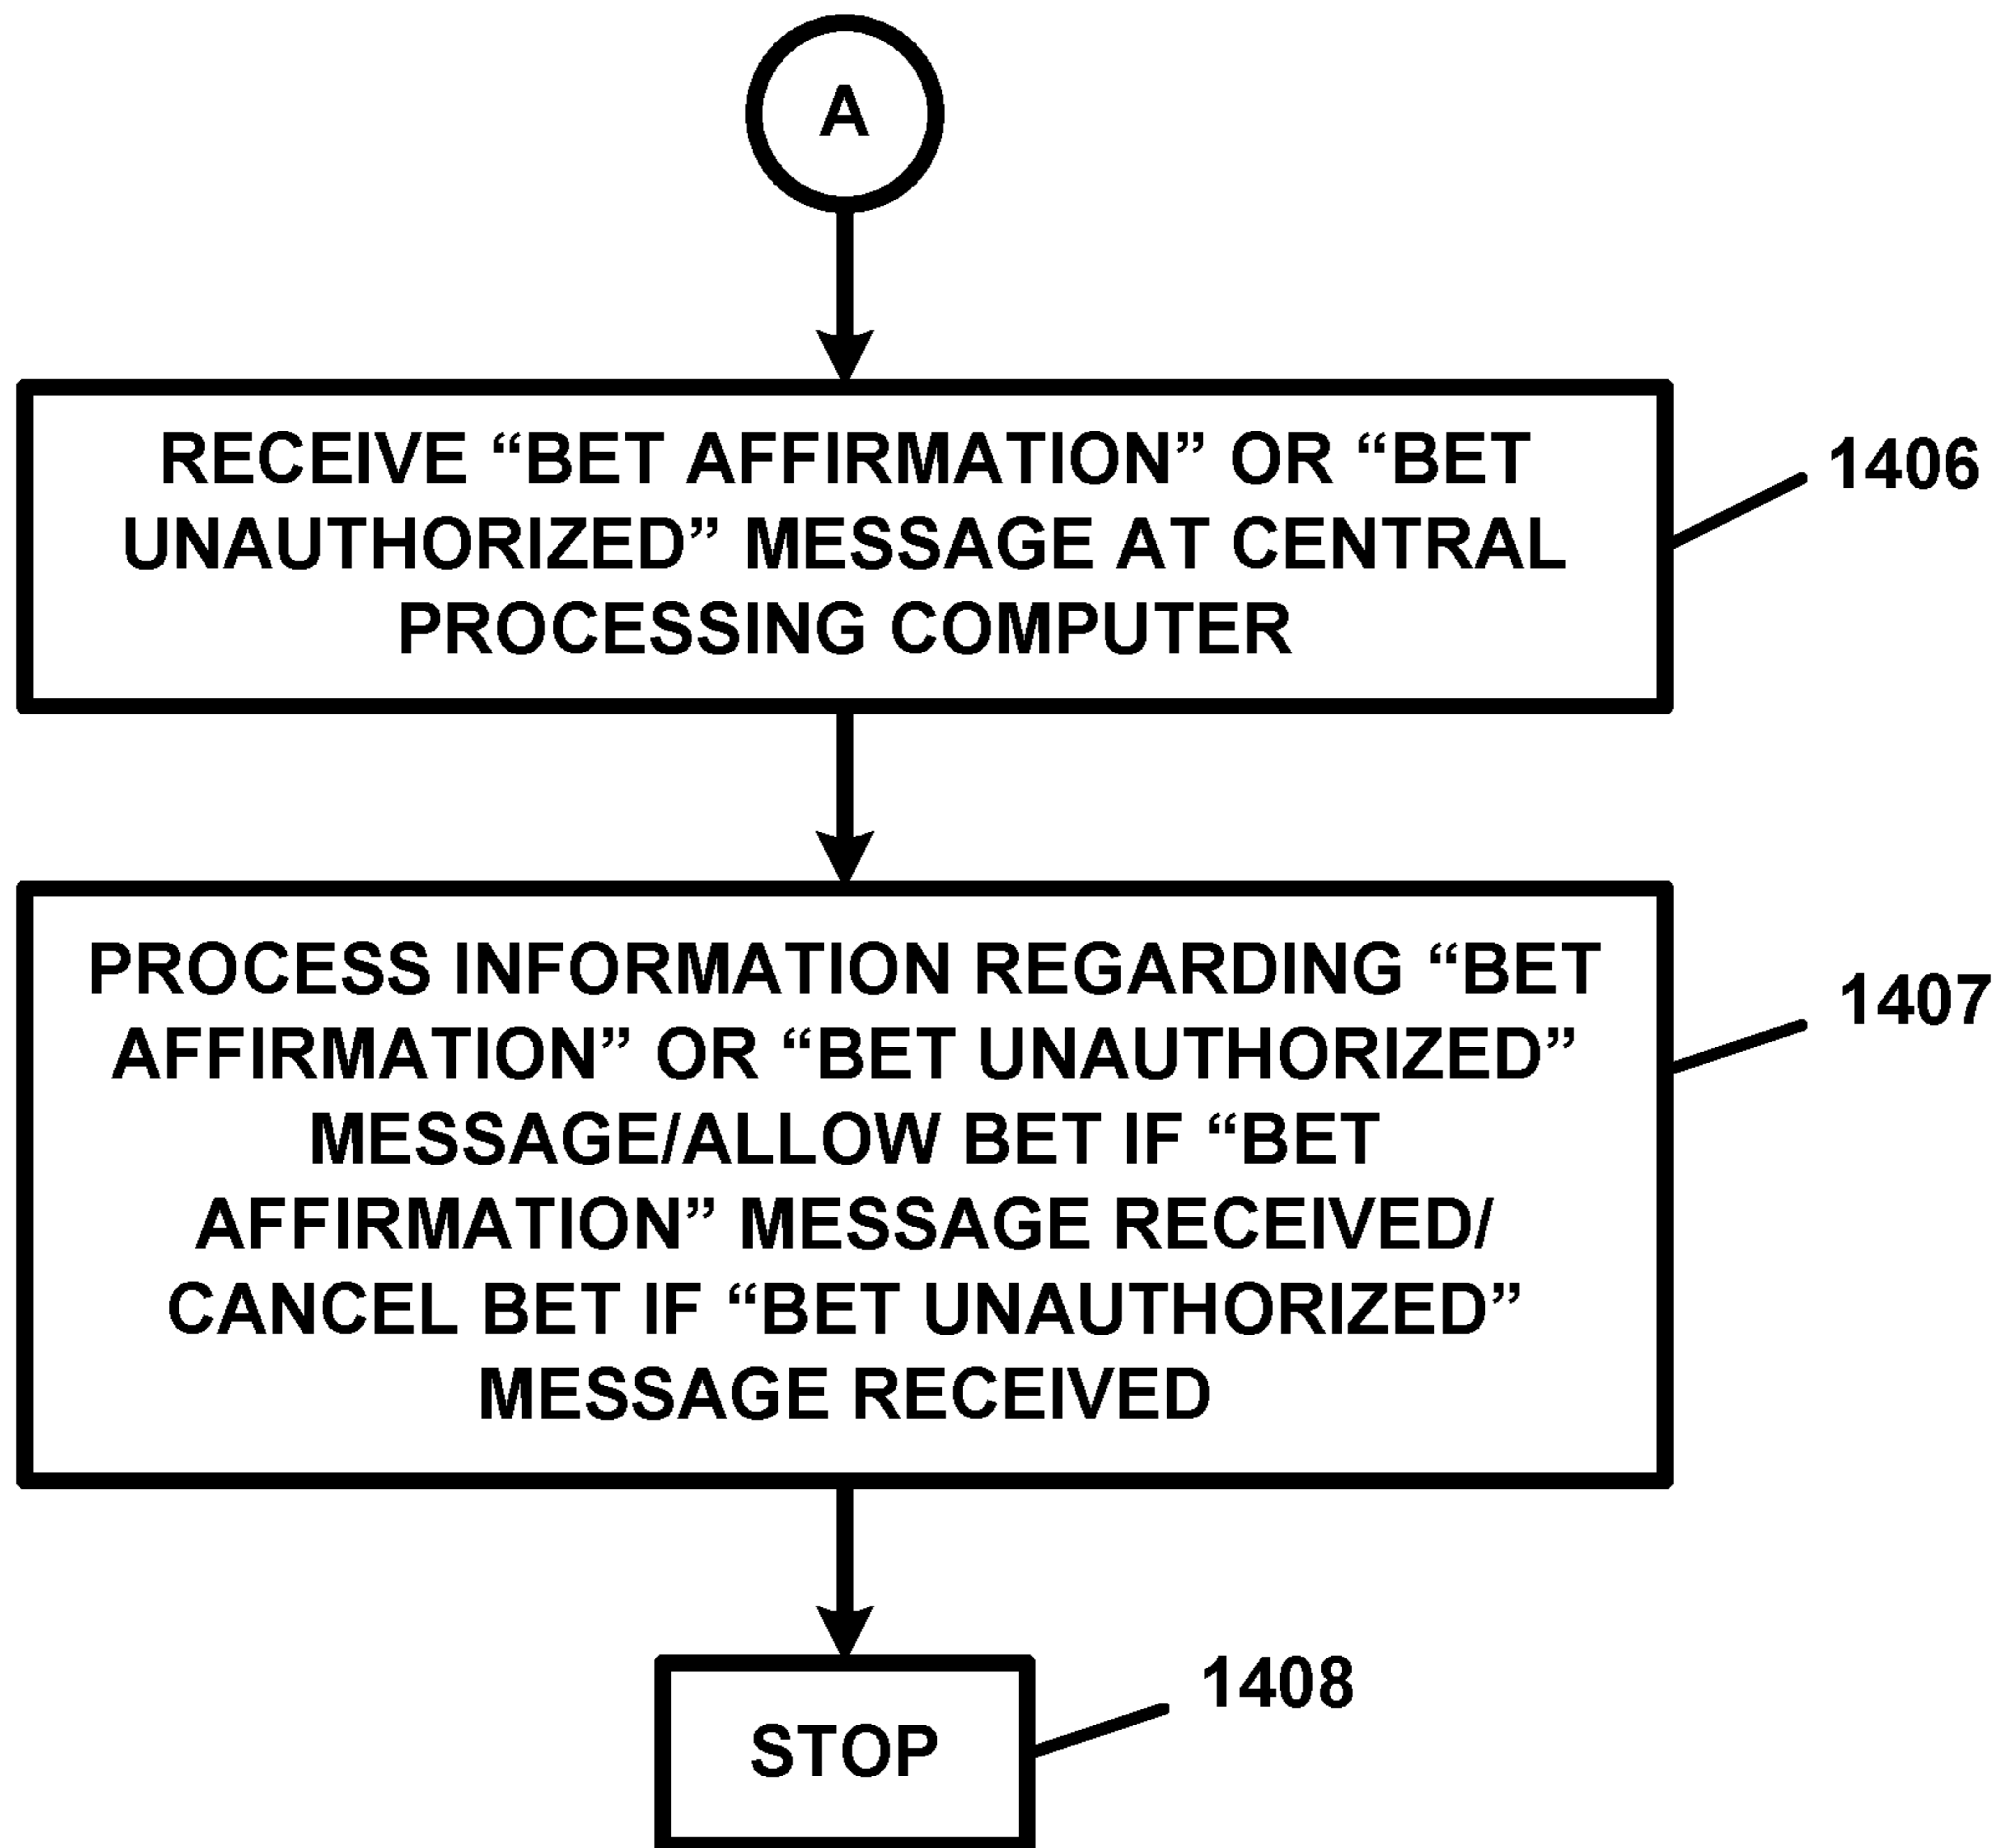 A
RECEIVE “BET AFFIRMATION” OR “BET
UNAUTHORIZED” MESSAGE AT CENTRAL
PROCESSING COMPUTER
1406
PROCESS INFORMATION REGARDING “BET
AFFIRMATION” OR “BET UNAUTHORIZED”
MESSAGE/ALLOW BET IF “BET
AFFIRMATION” MESSAGE RECEIVED/
CANCEL BET IF “BET UNAUTHORIZED”
MESSAGE RECEIVED
1407
STOP
1408